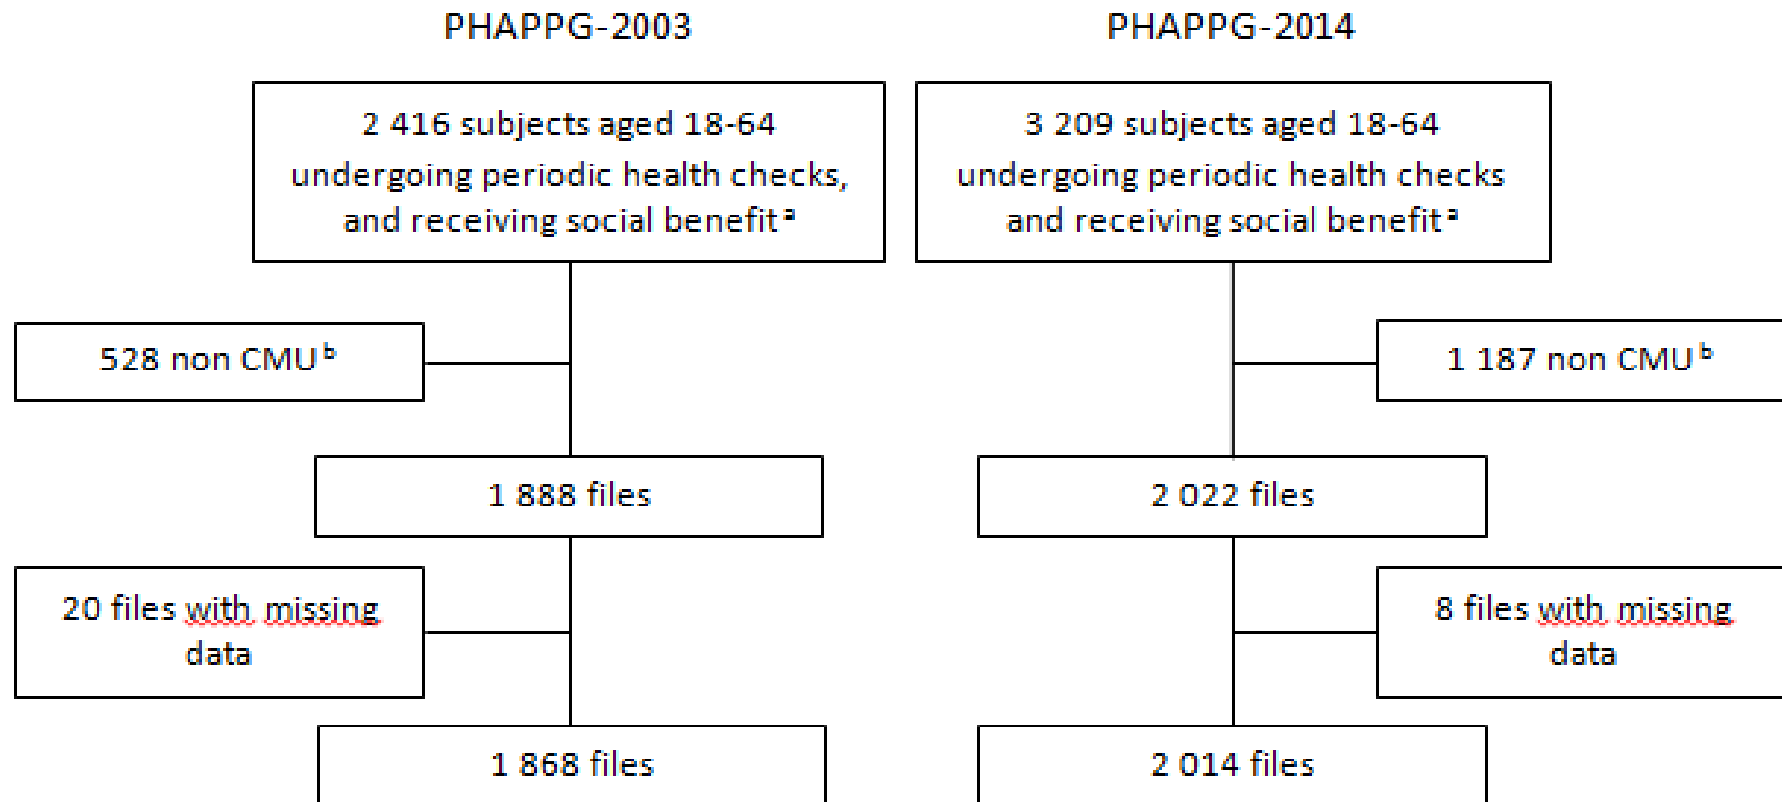 PHAPPG-2003
2 416 subjects aged 18-64
undergoing periodic health checks,
and receiving social benefit ª
528 non CMU ᵇ
1 888 files
20 files with missing
data
1 868 files
PHAPPG-2014
3 209 subjects aged 18-64
undergoing periodic health checks
and receiving social benefit ª
1 187 non CMU ᵇ
2 022 files
8 files with missing
data
2 014 files